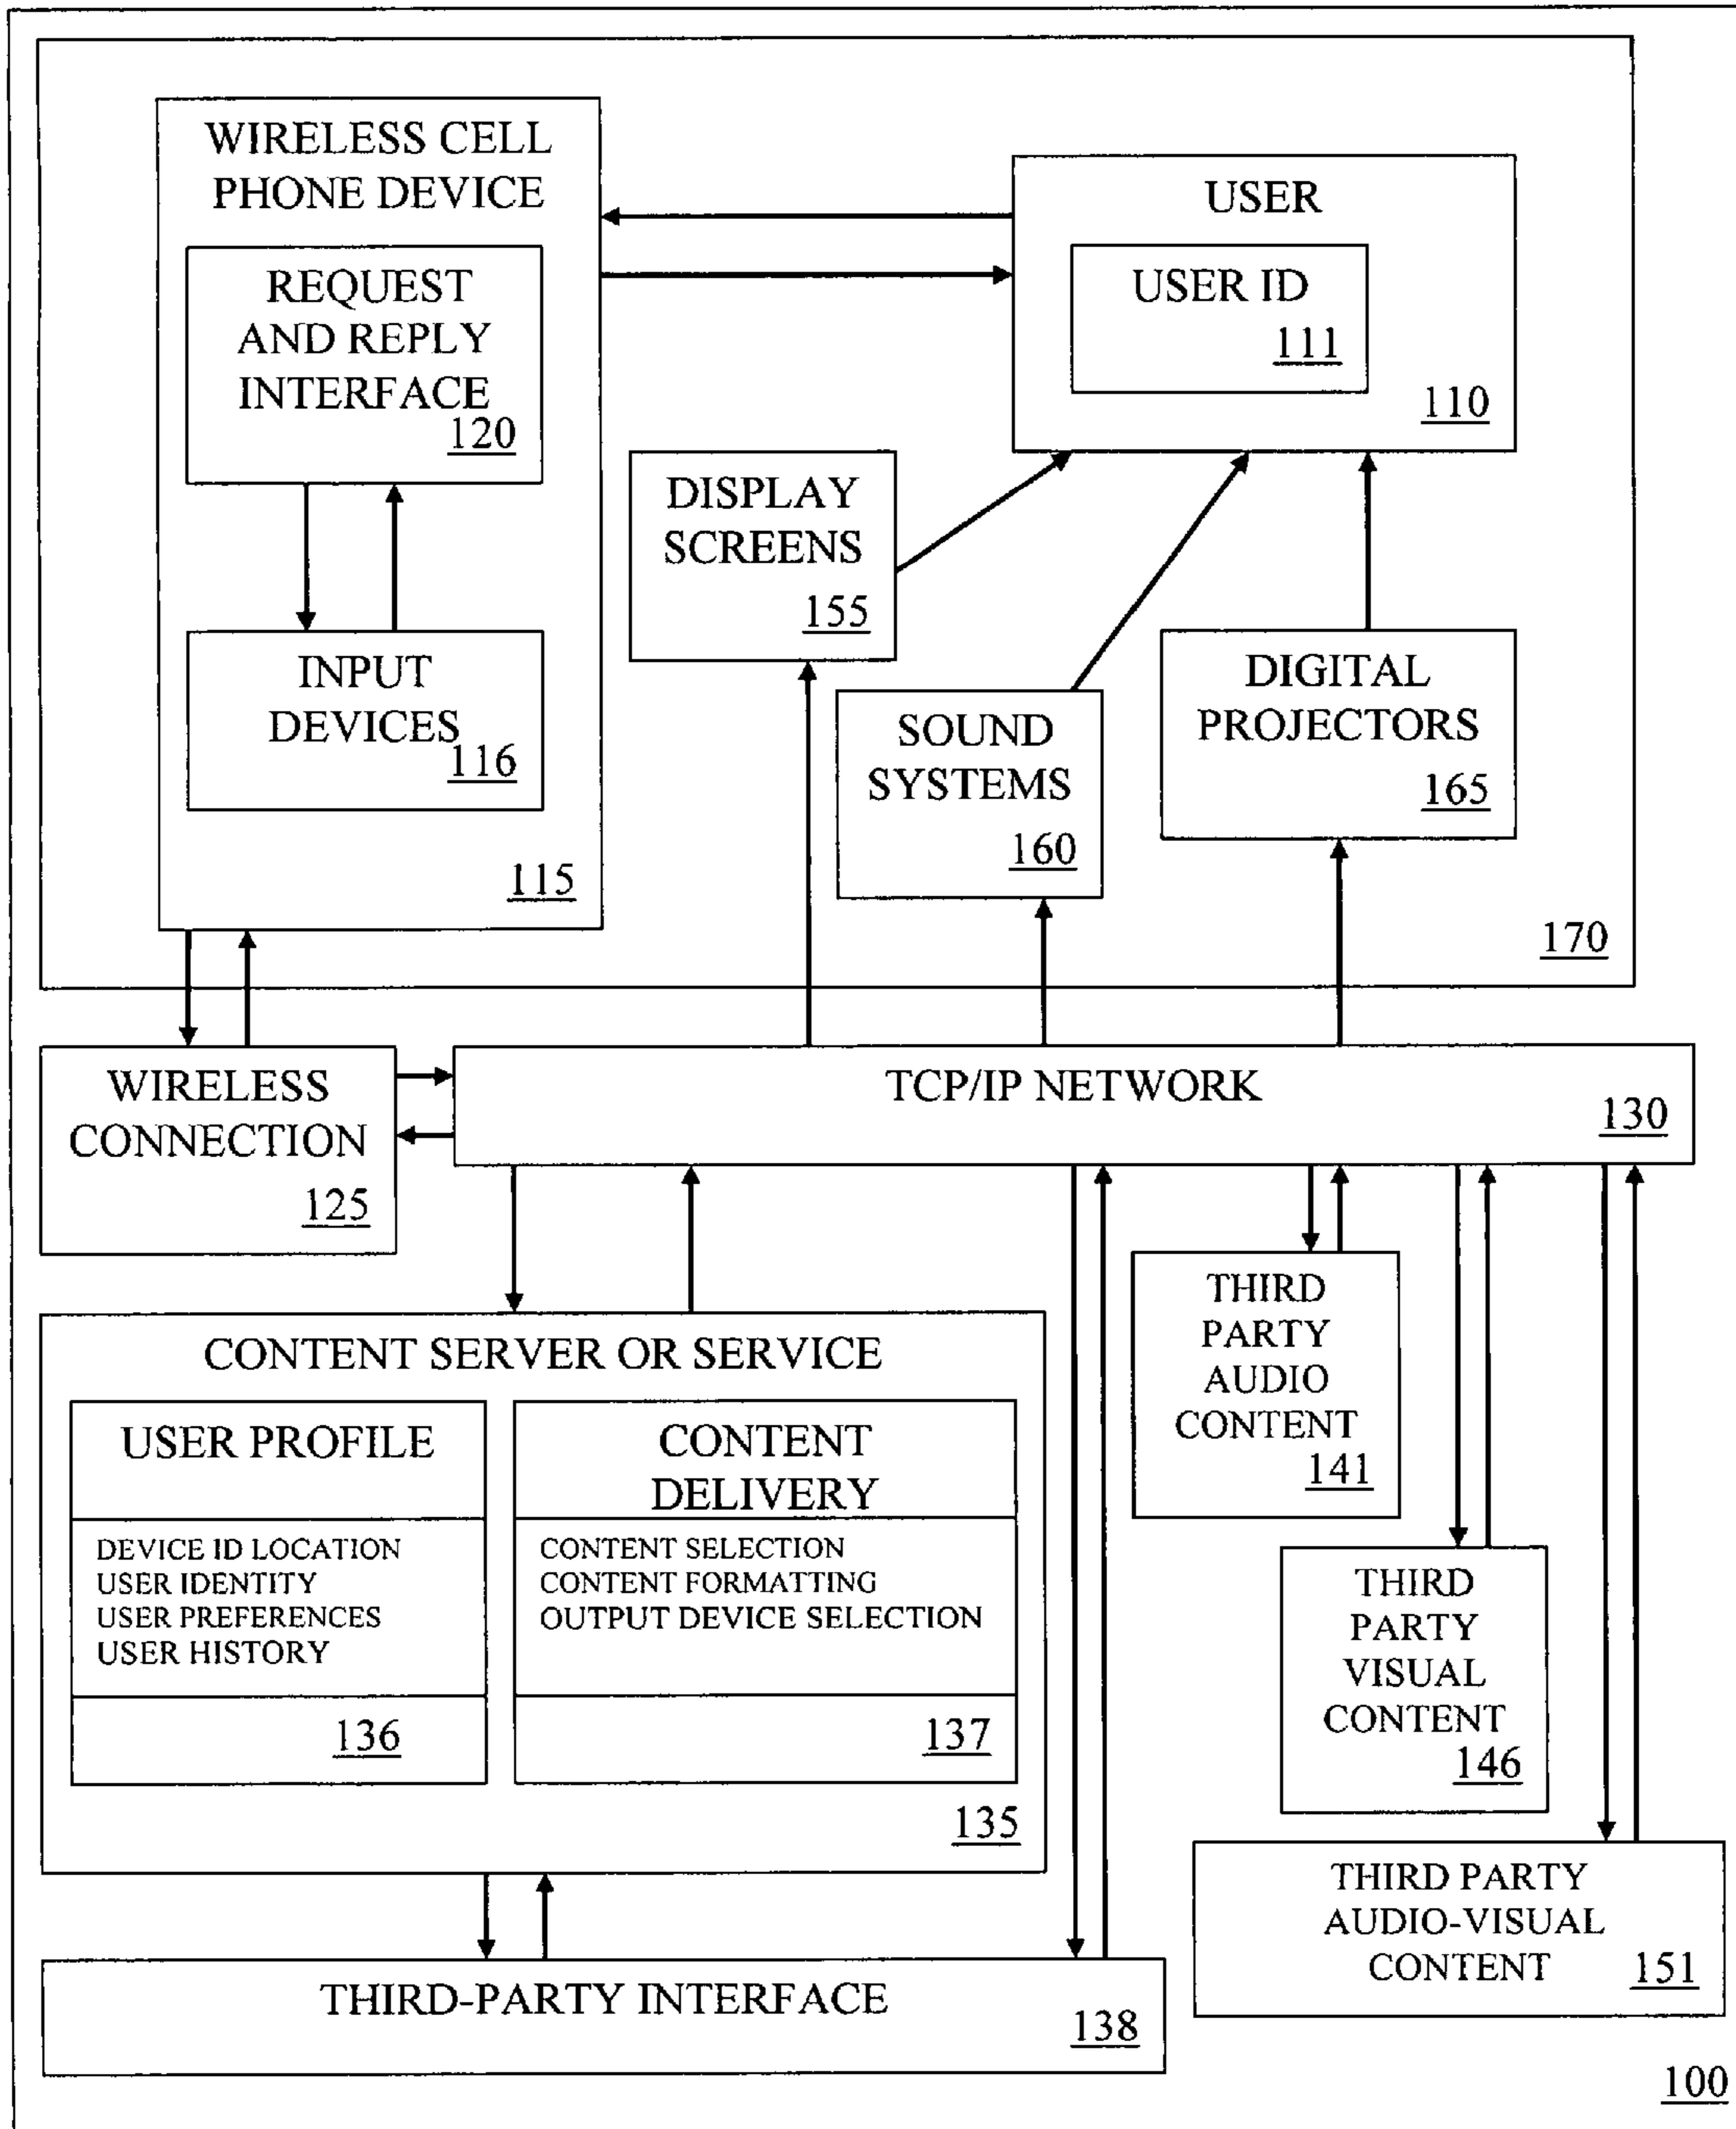 WIRELESS CELL
PHONE DEVICE
REQUEST
AND REPLY
INTERFACE
120
INPUT
DEVICES
116
115
USER
USER ID
111
110
DISPLAY
SCREENS
155
SOUND
SYSTEMS
160
DIGITAL
PROJECTORS
165
170
WIRELESS
CONNECTION
125
TCP/IP NETWORK
130
CONTENT SERVER OR SERVICE
USER PROFILE
DEVICE ID LOCATION
USER IDENTITY
USER PREFERENCES
USER HISTORY
136
CONTENT
DELIVERY
CONTENT SELECTION
CONTENT FORMATTING
OUTPUT DEVICE SELECTION
137
135
THIRD
PARTY
AUDIO
CONTENT
141
THIRD
PARTY
VISUAL
CONTENT
146
THIRD PARTY
AUDIO-VISUAL
CONTENT
151
THIRD-PARTY INTERFACE
138
100